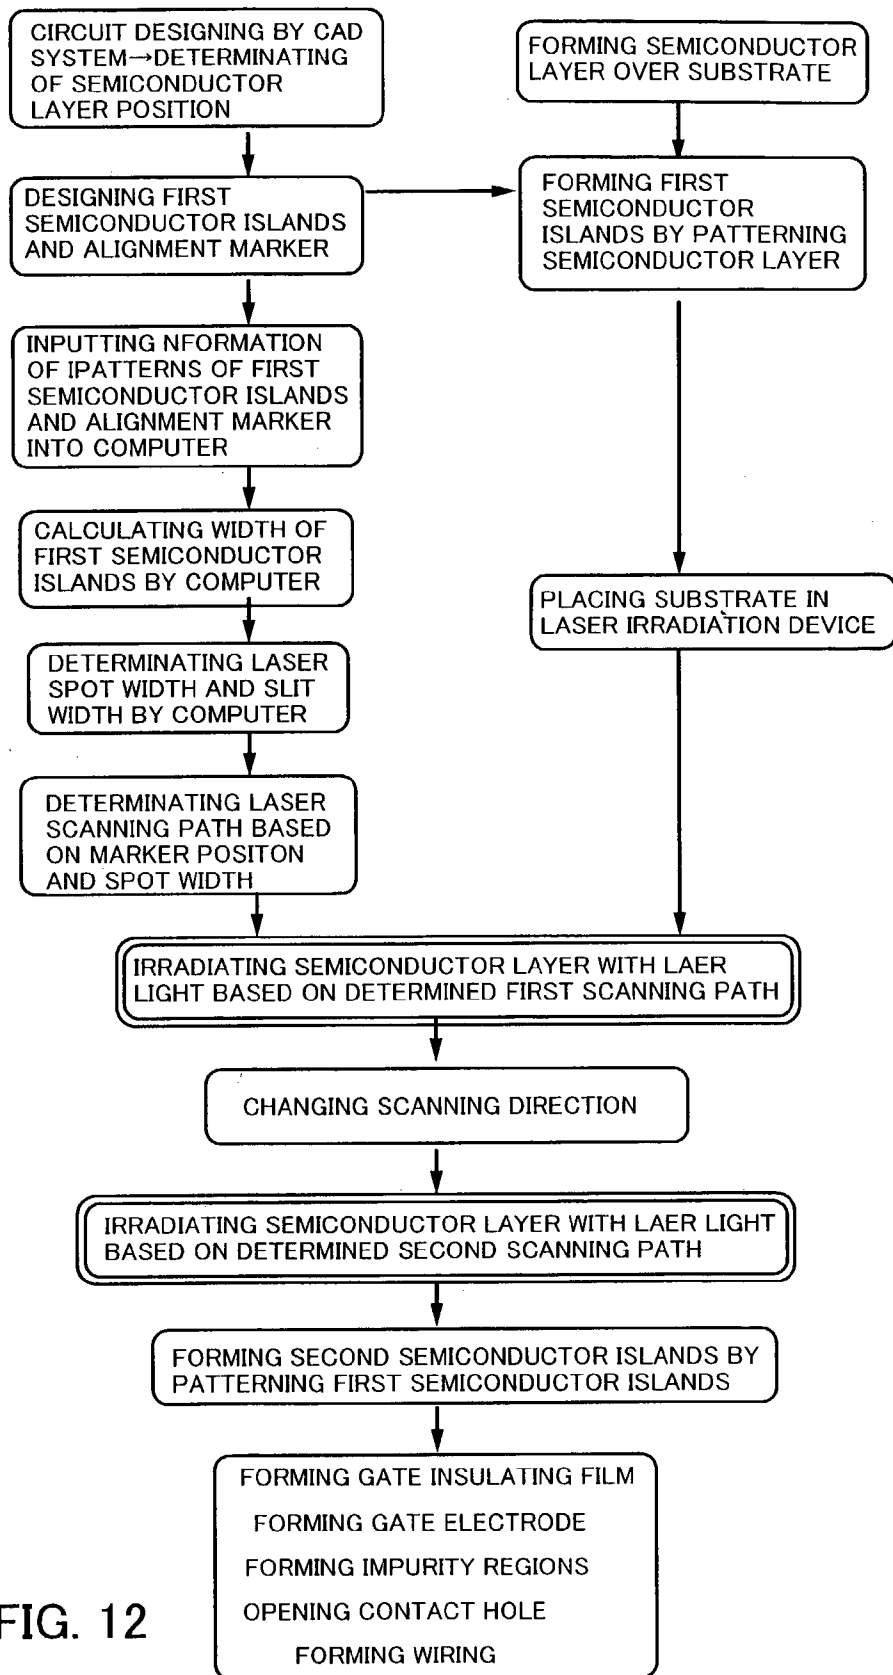 CIRCUIT DESIGNING BY CAD
SYSTEM→DETERMINATING
OF SEMICONDUCTOR
LAYER POSITION
FORMING SEMICONDUCTOR
LAYER OVER SUBSTRATE
DESIGNING FIRST
SEMICONDUCTOR ISLANDS
AND ALIGNMENT MARKER
FORMING FIRST
SEMICONDUCTOR
ISLANDS BY PATTERNING
SEMICONDUCTOR LAYER
INPUTTING NFORMATION
OF IPATTERNS OF FIRST
SEMICONDUCTOR ISLANDS
AND ALIGNMENT MARKER
INTO COMPUTER
CALCULATING WIDTH OF
FIRST SEMICONDUCTOR
ISLANDS BY COMPUTER
PLACING SUBSTRATE IN
LASER IRRADIATION DEVICE
DETERMINATING LASER
SPOT WIDTH AND SLIT
WIDTH BY COMPUTER
DETERMINATING LASER
SCANNING PATH BASED
ON MARKER POSITON
AND SPOT WIDTH
IRRADIATING SEMICONDUCTOR LAYER WITH LAER
LIGHT BASED ON DETERMINED FIRST SCANNING PATH
CHANGING SCANNING DIRECTION
IRRADIATING SEMICONDUCTOR LAYER WITH LAER LIGHT
BASED ON DETERMINED SECOND SCANNING PATH
FORMING SECOND SEMICONDUCTOR ISLANDS BY
PATTERNING FIRST SEMICONDUCTOR ISLANDS
FORMING GATE INSULATING FILM
FORMING GATE ELECTRODE
FORMING IMPURITY REGIONS
OPENING CONTACT HOLE
FORMING WIRING
FIG. 12